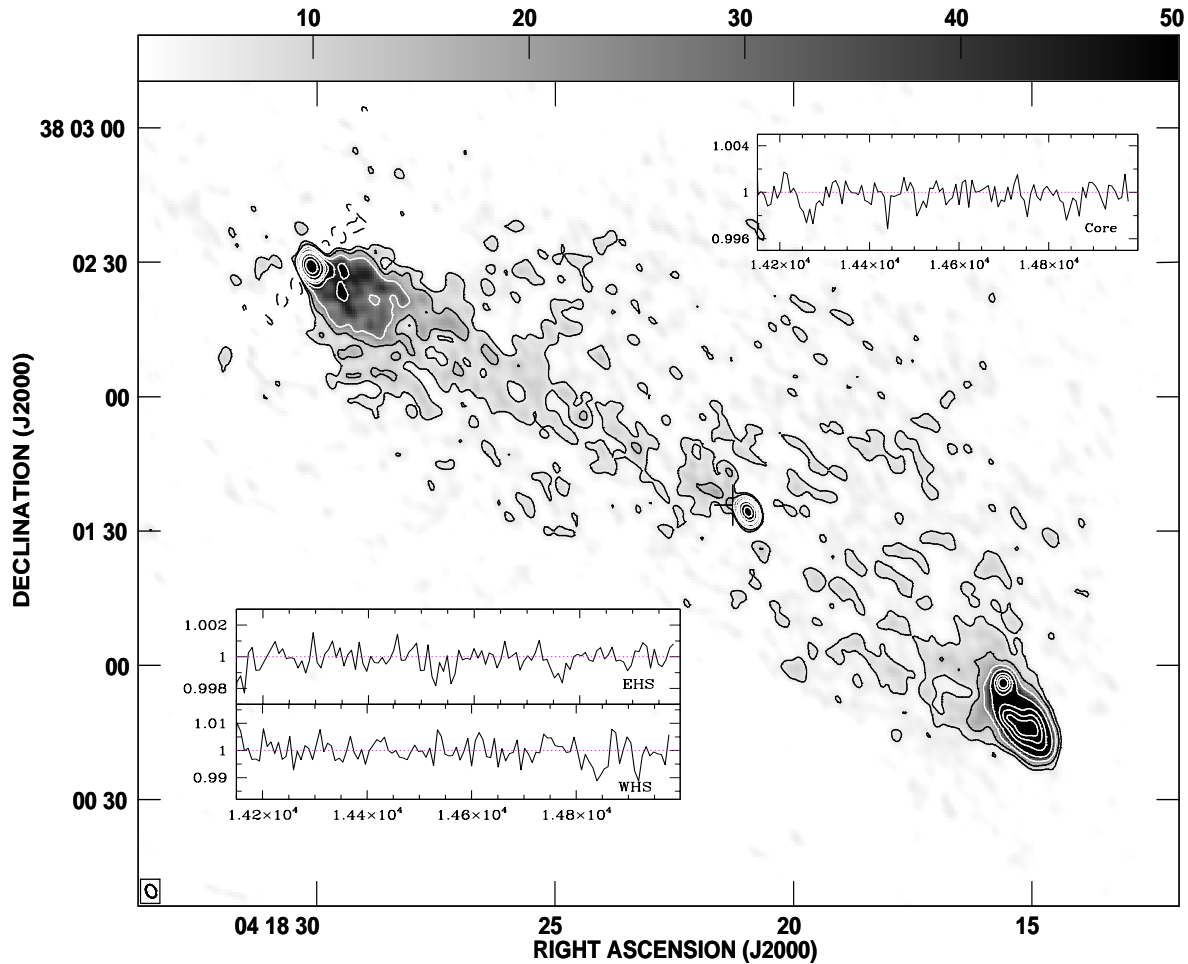 10 20 30 40 50
38 03 00
02 30
00
01 30
00
00 30
DECLINATION (J2000)
1.004
1
0.996
Core
1.42×10⁴ 1.44×10⁴ 1.46×10⁴ 1.48×10⁴
1.002
1
0.998
EHS
1.01
1
0.99
WHS
1.42×10⁴ 1.44×10⁴ 1.46×10⁴ 1.48×10⁴
04 18 30 25 20 15
RIGHT ASCENSION (J2000)